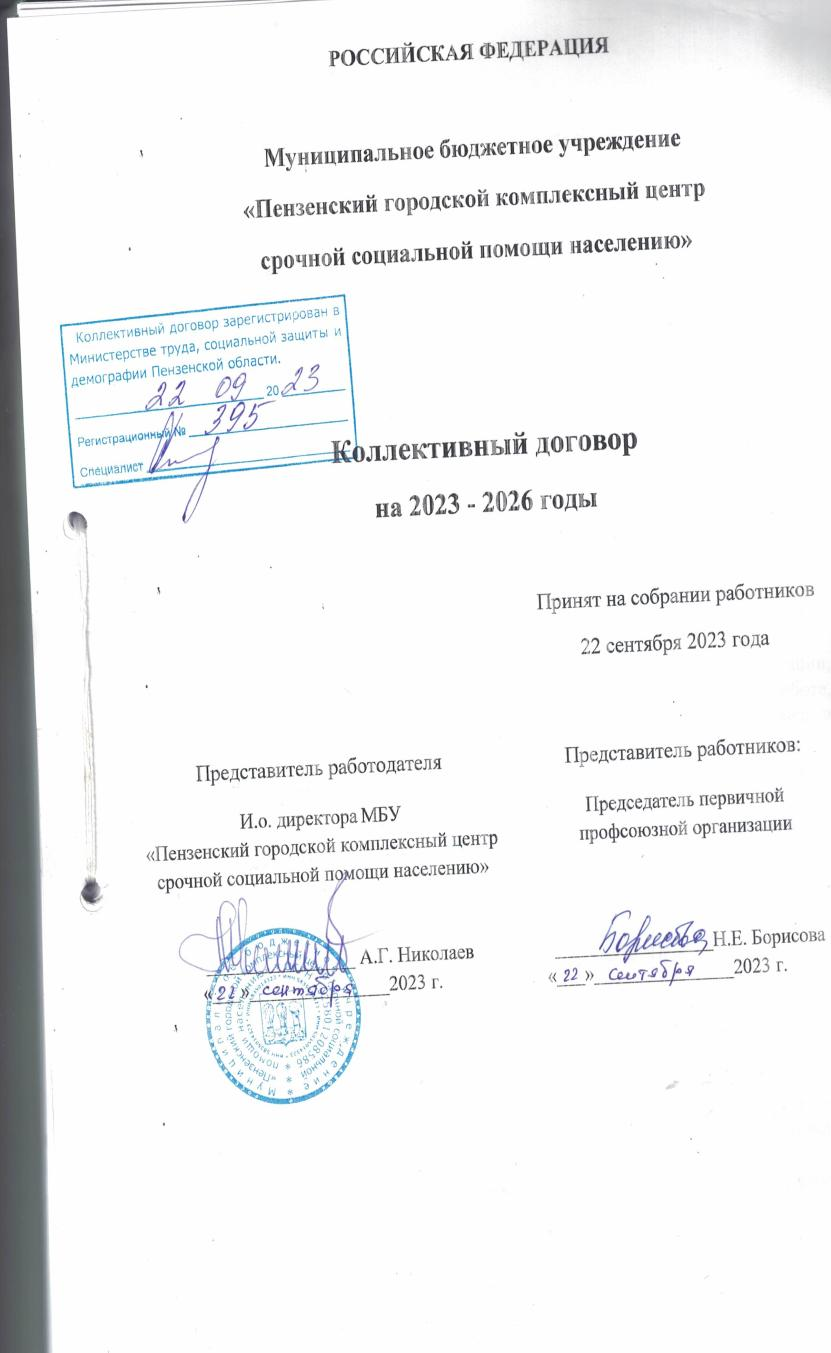 РОССИЙСКАЯ ФЕДЕРАЦИЯ
Муниципальное бюджетное учреждение
«Пензенский городской комплексный центр
срочной социальной помощи населению»
Коллективный договор зарегистрирован в
Министерстве труда, социальной защиты и
демографии Пензенской области.
22 09 2023
Регистрационный № 395
Специалист
Коллективный договор
на 2023 - 2026 годы
Принят на собрании работников
22 сентября 2023 года
Представитель работодателя
И.о. директора МБУ
«Пензенский городской комплексный центр
срочной социальной помощи населению»
А.Г. Николаев
«22» сентября 2023 г.
Представитель работников:
Председатель первичной
профсоюзной организации
Борисова Н.Е. Борисова
«22» сентября 2023 г.